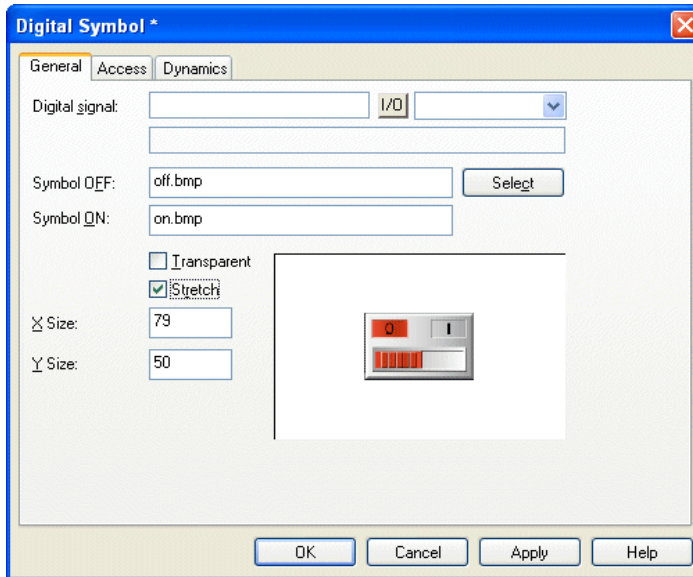 Digital Symbol *
General Access Dynamics
Digital signal: I/O
Symbol OFF: off.bmp Select
Symbol ON: on.bmp
Transparent
Stretch
X Size: 79
Y Size: 50
0 I
OK Cancel Apply Help